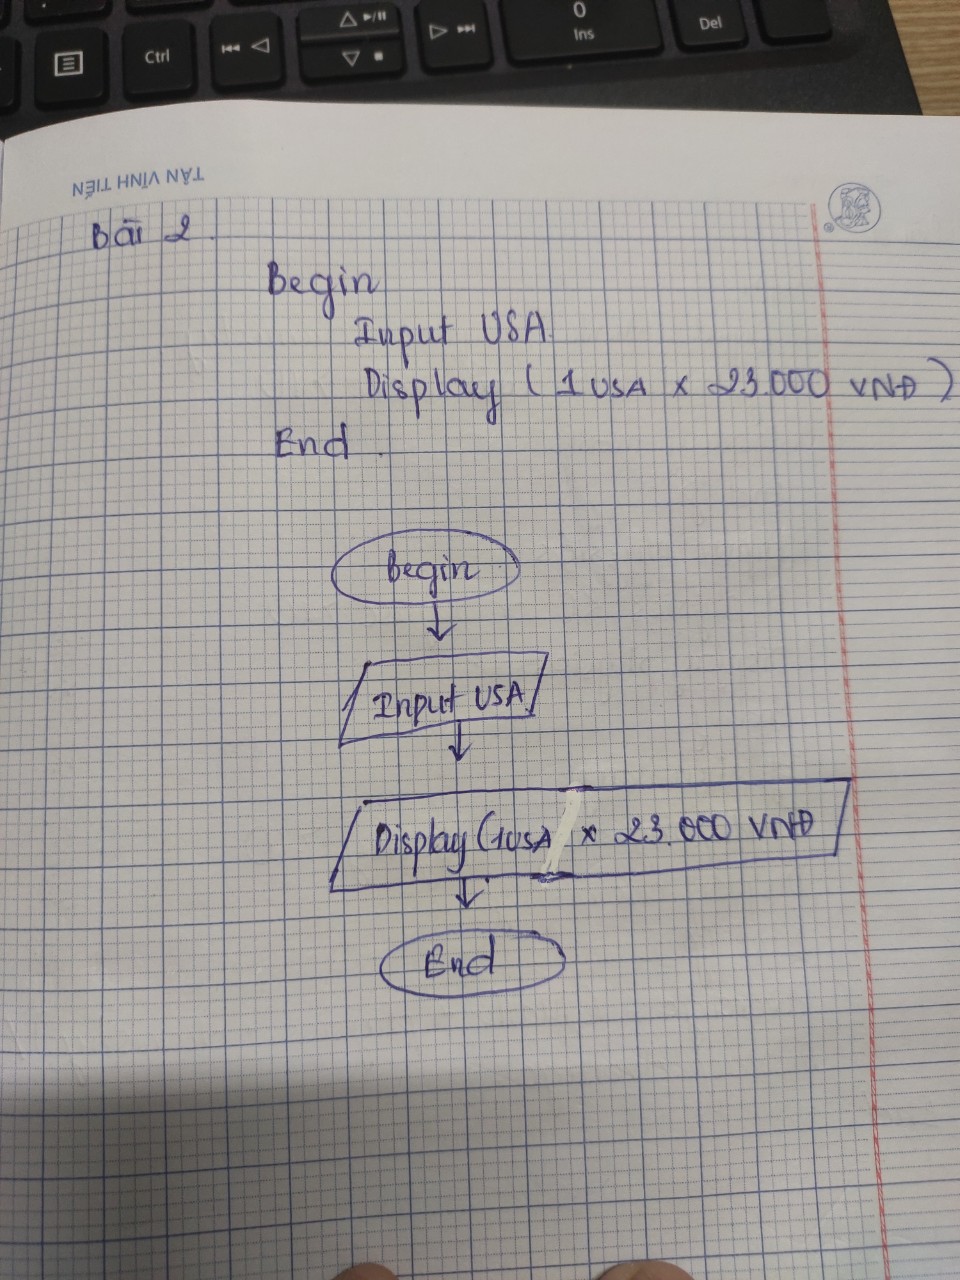 0
Ins
Del
Ctrl
TÂN VĨNH TIẾN
Bài 2.
Begin
Input USA.
Display (1 USA x 23.000 VNĐ)
End.
Begin
Input USA
Display (1USA x 23.000 VNĐ
End